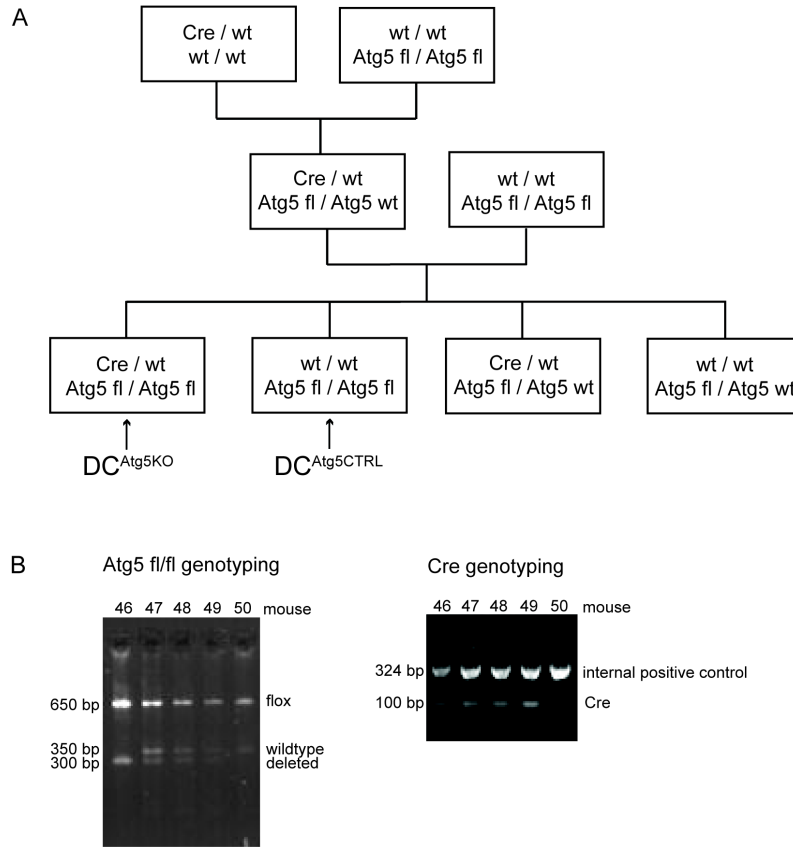 A
Cre / wt
wt / wt
wt / wt
Atg5 fl / Atg5 fl
Cre / wt
Atg5 fl / Atg5 wt
wt / wt
Atg5 fl / Atg5 fl
Cre / wt
Atg5 fl / Atg5 fl
wt / wt
Atg5 fl / Atg5 fl
Cre / wt
Atg5 fl / Atg5 wt
wt / wt
Atg5 fl / Atg5 wt
DC^Atg5KO
DC^Atg5CTRL
B
Atg5 fl/fl genotyping
46 47 48 49 50 mouse
650 bp
flox
350 bp
wildtype
300 bp
deleted
Cre genotyping
46 47 48 49 50 mouse
324 bp
internal positive control
100 bp
Cre